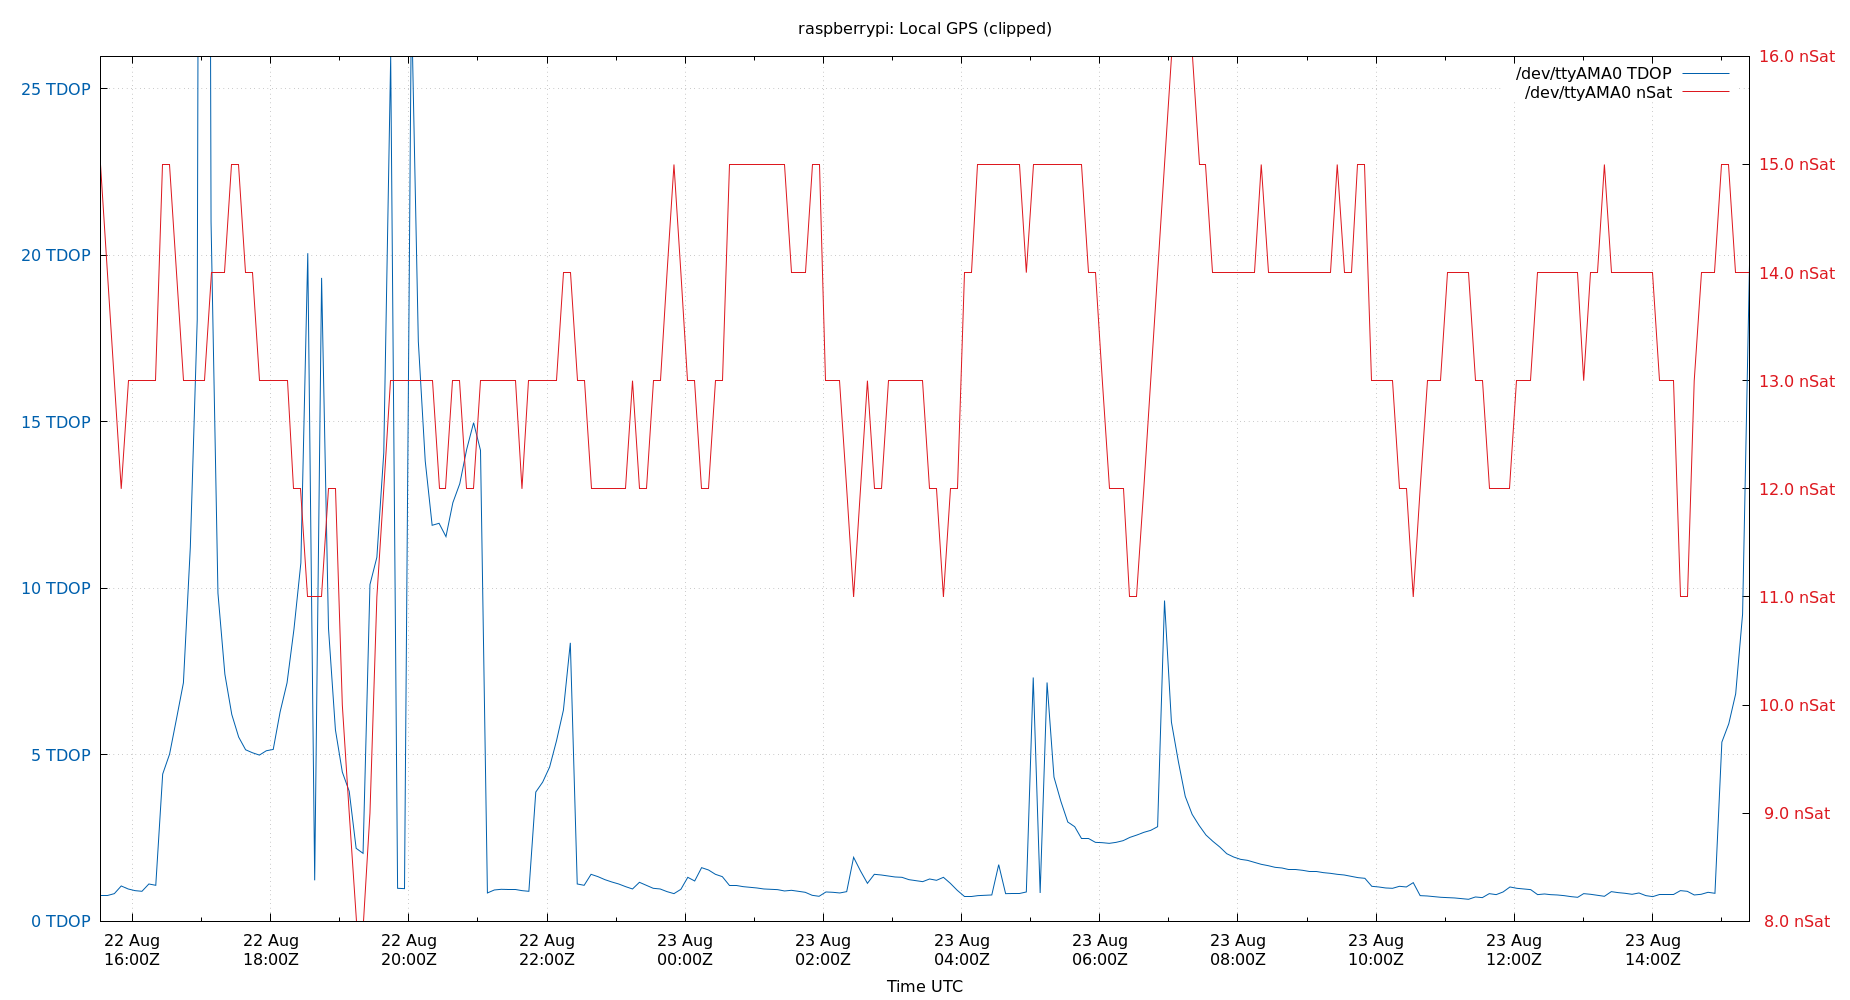 raspberrypi: Local GPS (clipped)
/dev/ttyAMA0 TDOP
/dev/ttyAMA0 nSat
25 TDOP
20 TDOP
15 TDOP
10 TDOP
5 TDOP
0 TDOP
16.0 nSat
15.0 nSat
14.0 nSat
13.0 nSat
12.0 nSat
11.0 nSat
10.0 nSat
9.0 nSat
8.0 nSat
22 Aug 22 Aug 22 Aug 22 Aug 23 Aug 23 Aug 23 Aug 23 Aug 23 Aug 23 Aug 23 Aug 23 Aug
16:00Z 18:00Z 20:00Z 22:00Z 00:00Z 02:00Z 04:00Z 06:00Z 08:00Z 10:00Z 12:00Z 14:00Z
Time UTC